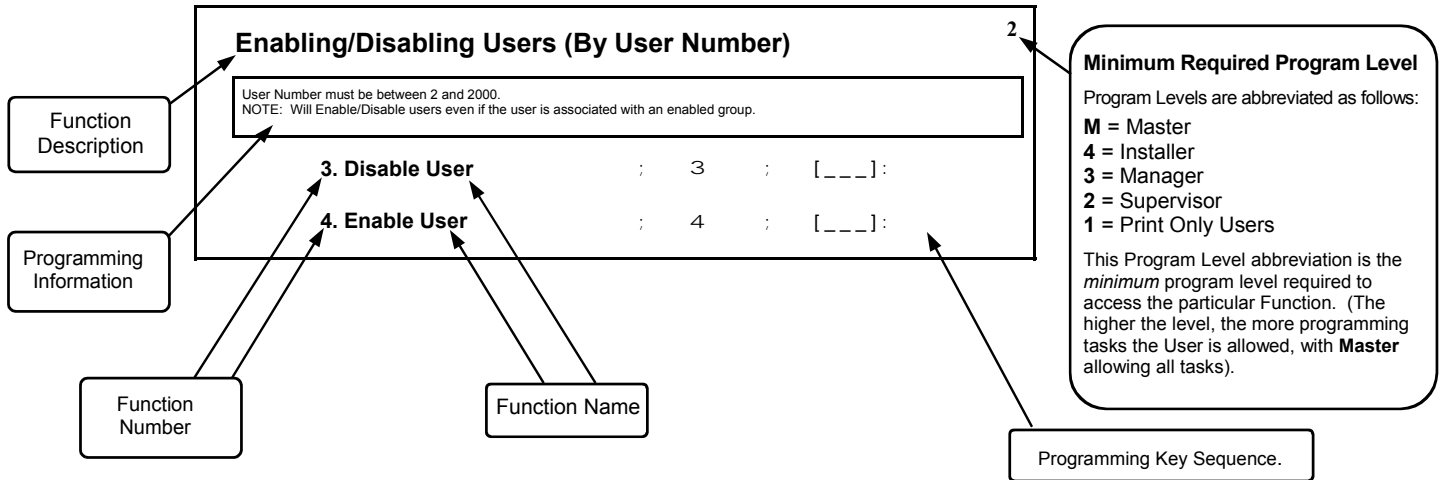 Enabling/Disabling Users (By User Number)
2
User Number must be between 2 and 2000.
NOTE: Will Enable/Disable users even if the user is associated with an enabled group.
3. Disable User ; 3 ; [_ _ _]:
4. Enable User ; 4 ; [_ _ _]:
Function
Description
Programming
Information
Function
Number
Function Name
Programming Key Sequence.
Minimum Required Program Level
Program Levels are abbreviated as follows:
M = Master
4 = Installer
3 = Manager
2 = Supervisor
1 = Print Only Users
This Program Level abbreviation is the
minimum program level required to
access the particular Function. (The
higher the level, the more programming
tasks the User is allowed, with Master
allowing all tasks).